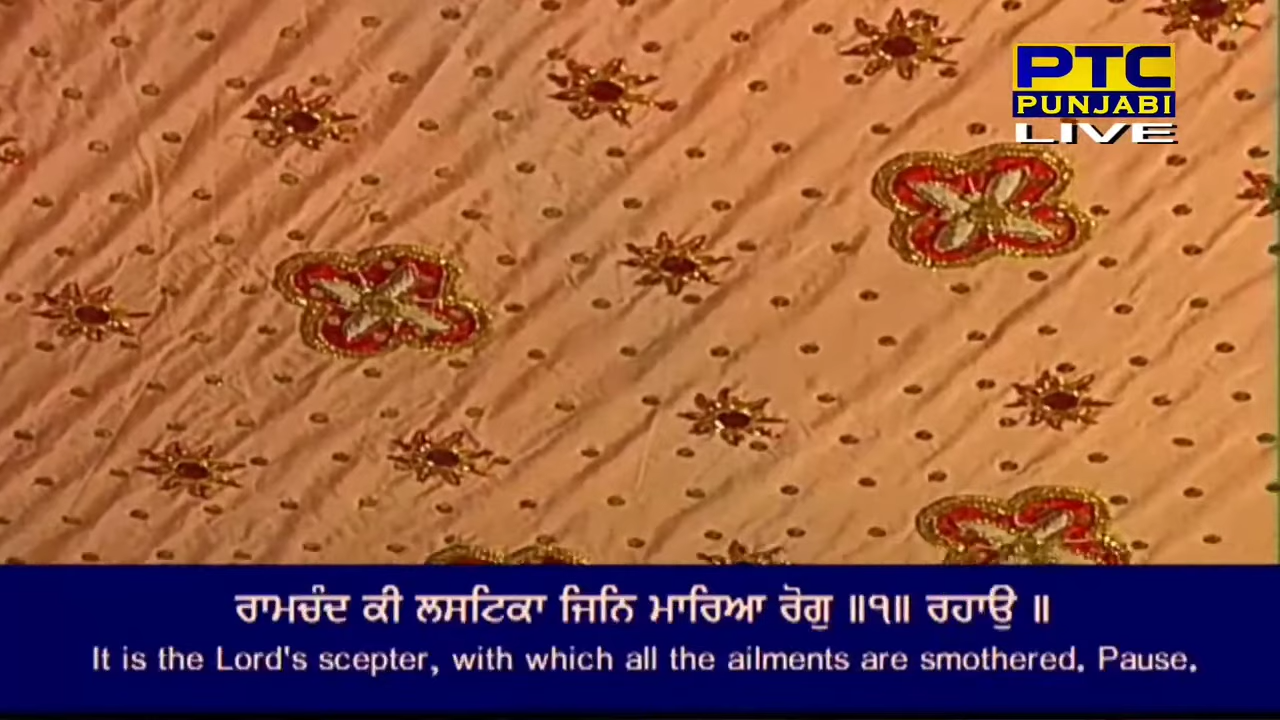 PTC
PUNJABI
LIVE
ਰਾਮਚੰਦ ਕੀ ਲਸਟਿਕਾ ਜਿਨਿ ਮਾਰਿਆ ਰੋਗੁ ॥੧॥ ਰਹਾਉ ॥
It is the Lord's scepter, with which all the ailments are smothered. Pause.